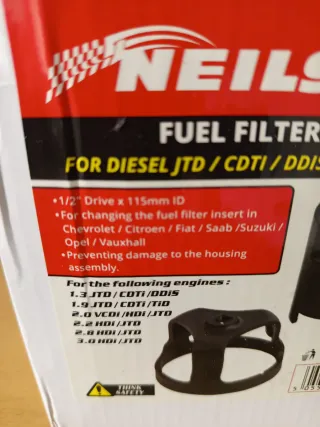 NEILS
FUEL FILTER
FOR DIESEL JTD / CDTI / DDIS
•1/2" Drive x 115mm ID
•For changing the fuel filter insert in
Chevrolet / Citroen / Fiat / Saab /Suzuki /
Opel / Vauxhall
•Preventing damage to the housing
assembly.
For the following engines :
1.3 JTD / CDTI /DDiS
1.9 JTD / CDTI / TiD
2.0 VCDi /HDi /JTD
2.2 HDi /JTD
2.8 HDi /JTD
3.0 HDi /JTD
THINK
SAFETY